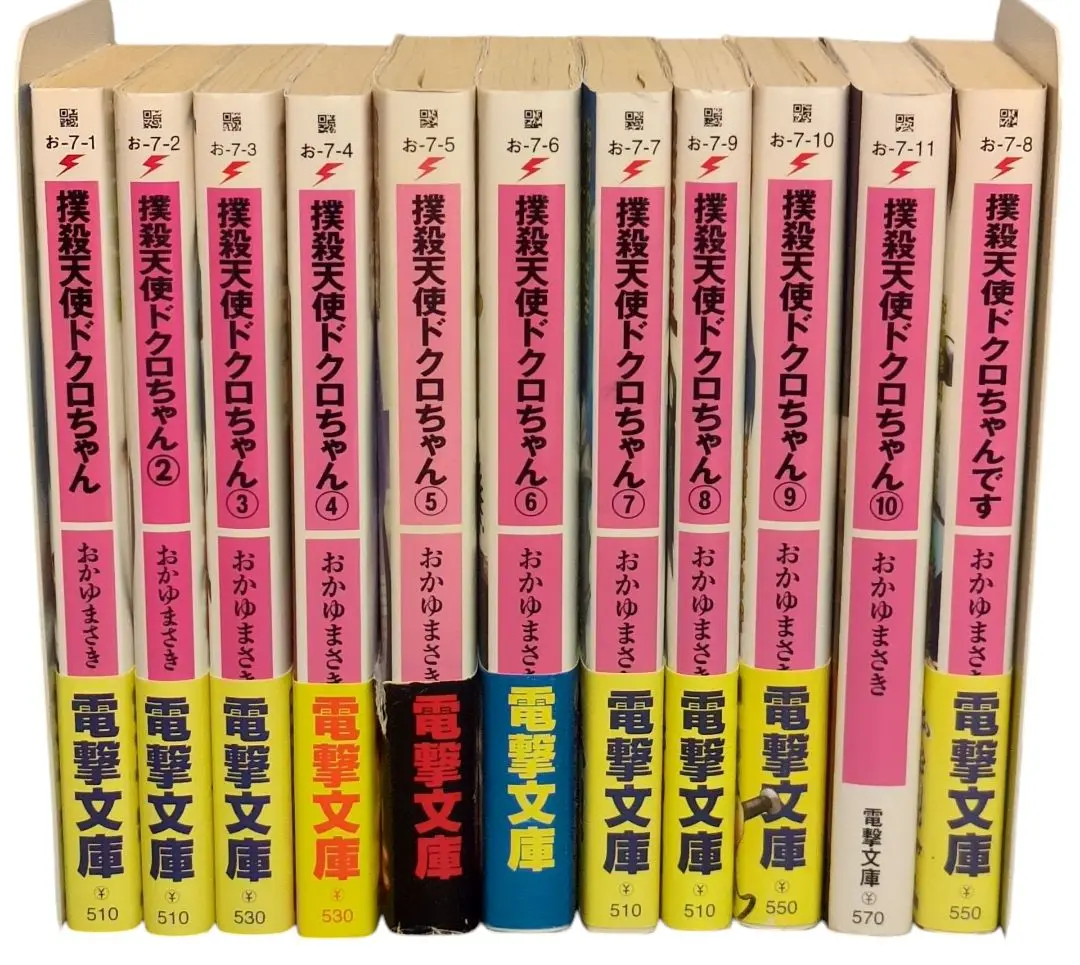 お-7-1
撲殺天使ドクロちゃん
おかゆまさき
電撃文庫
¥
510
お-7-2
撲殺天使ドクロちゃん②
おかゆまさき
電撃文庫
¥
510
お-7-3
撲殺天使ドクロちゃん③
おかゆまさき
電撃文庫
¥
530
お-7-4
撲殺天使ドクロちゃん④
おかゆまさき
電撃文庫
¥
530
お-7-5
撲殺天使ドクロちゃん⑤
おかゆまさき
電撃文庫
お-7-6
撲殺天使ドクロちゃん⑥
おかゆまさき
電撃文庫
お-7-7
撲殺天使ドクロちゃん⑦
おかゆまさ
電撃文庫
¥
510
お-7-9
撲殺天使ドクロちゃん⑧
おかゆまさ
電撃文庫
¥
510
お-7-10
撲殺天使ドクロちゃん⑨
おかゆまさき
電撃文庫
¥
550
お-7-11
撲殺天使ドクロちゃん⑩
おかゆまさき
電撃文庫
¥
570
お-7-8
撲殺天使ドクロちゃんです
おかゆまさき
電撃文庫
¥
550